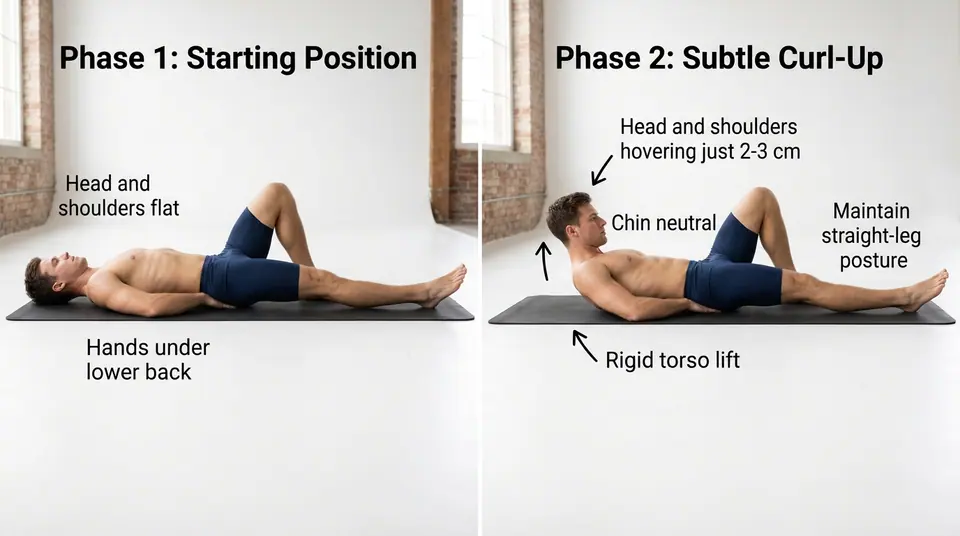 Phase 1: Starting Position
Head and
shoulders flat
Hands under
lower back
Phase 2: Subtle Curl-Up
Head and shoulders
hovering just 2-3 cm
Chin neutral
Maintain
straight-leg
posture
Rigid torso lift